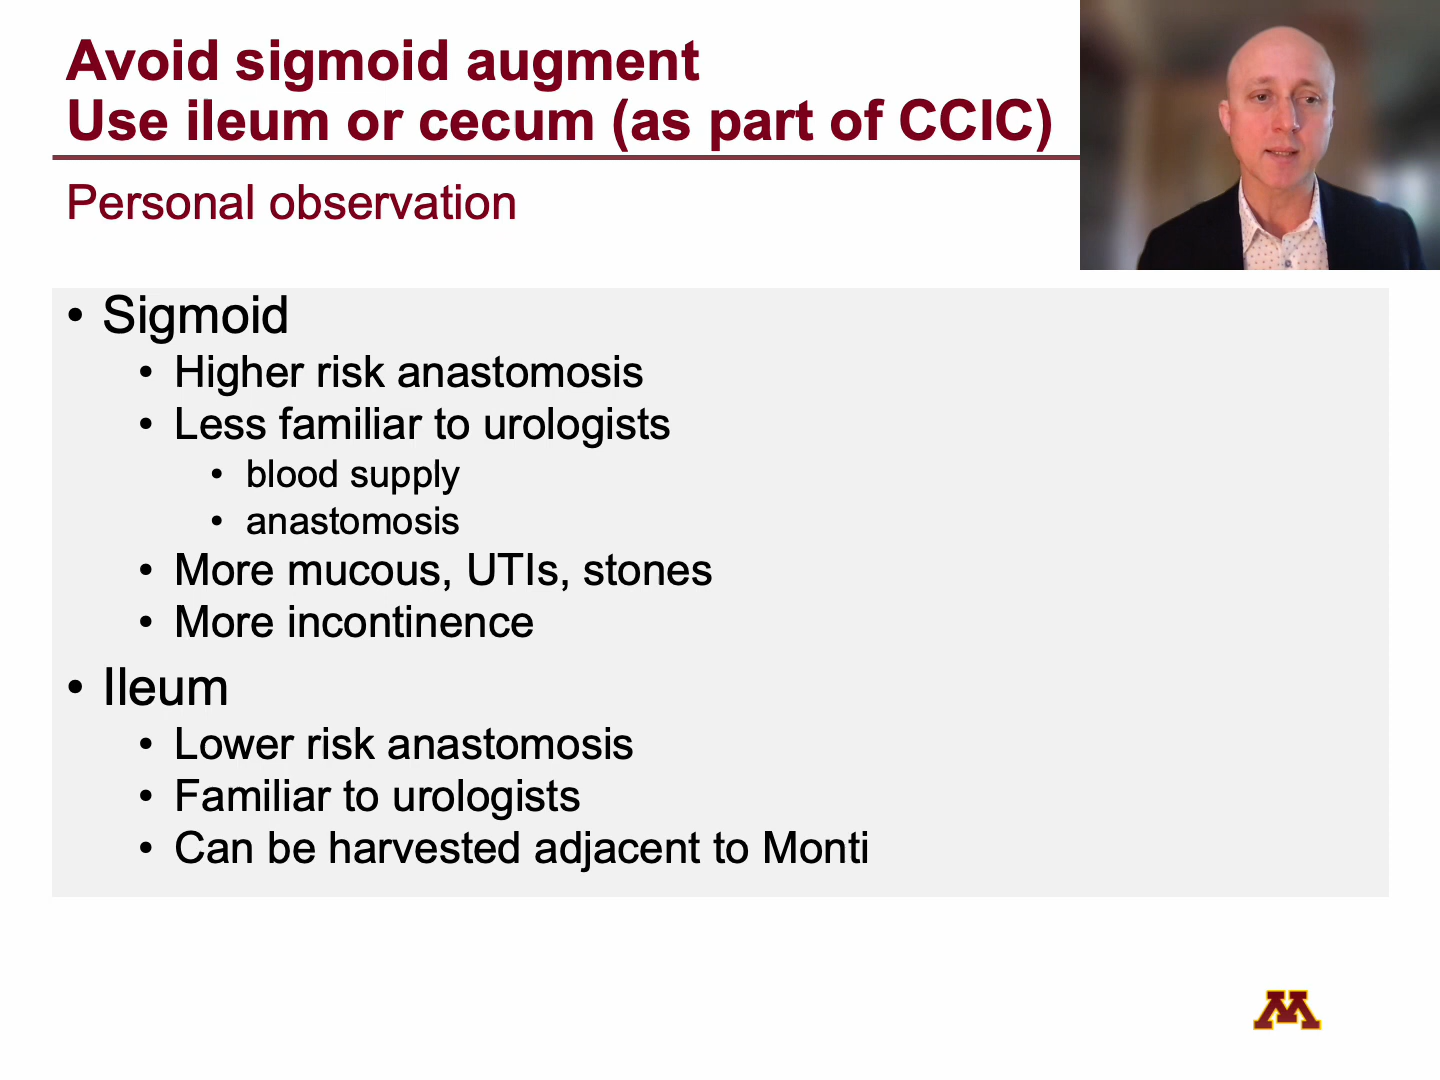 Avoid sigmoid augment
Use ileum or cecum (as part of CCIC)
Personal observation
• Sigmoid
• Higher risk anastomosis
• Less familiar to urologists
• blood supply
• anastomosis
• More mucous, UTIs, stones
• More incontinence
• Ileum
• Lower risk anastomosis
• Familiar to urologists
• Can be harvested adjacent to Monti
M